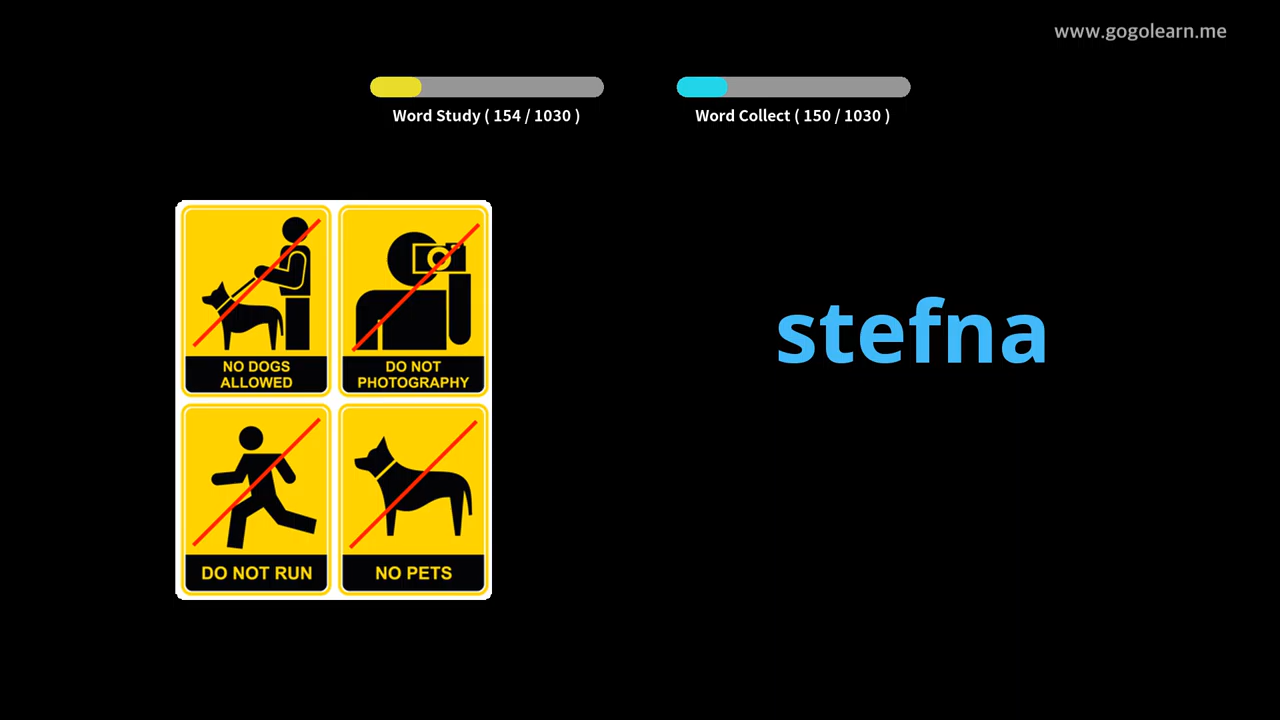 www.gogolearn.me
Word Study ( 154 / 1030 )
Word Collect ( 150 / 1030 )
NO DOGS
ALLOWED
DO NOT
PHOTOGRAPHY
DO NOT RUN
NO PETS
stefna